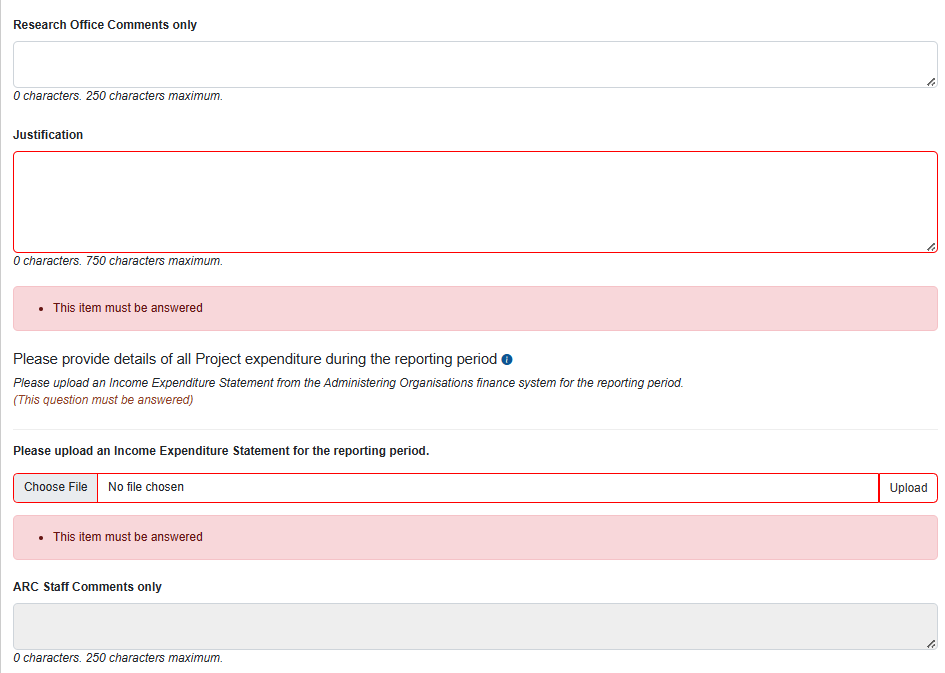 Research Office Comments only
0 characters. 250 characters maximum.
Justification
0 characters. 750 characters maximum.
• This item must be answered
Please provide details of all Project expenditure during the reporting period i
Please upload an Income Expenditure Statement from the Administering Organisations finance system for the reporting period.
(This question must be answered)
Please upload an Income Expenditure Statement for the reporting period.
Choose File No file chosen Upload
• This item must be answered
ARC Staff Comments only
0 characters. 250 characters maximum.